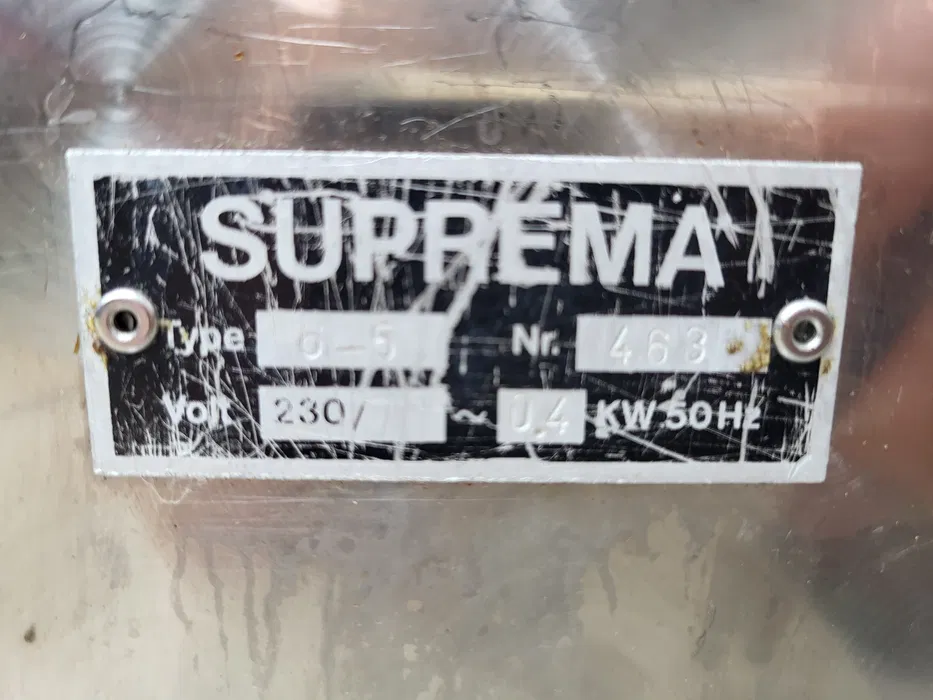 SUPREMA
Type 6-5 Nr. 463
Volt 230/ ~ 0,4 KW 50 Hz